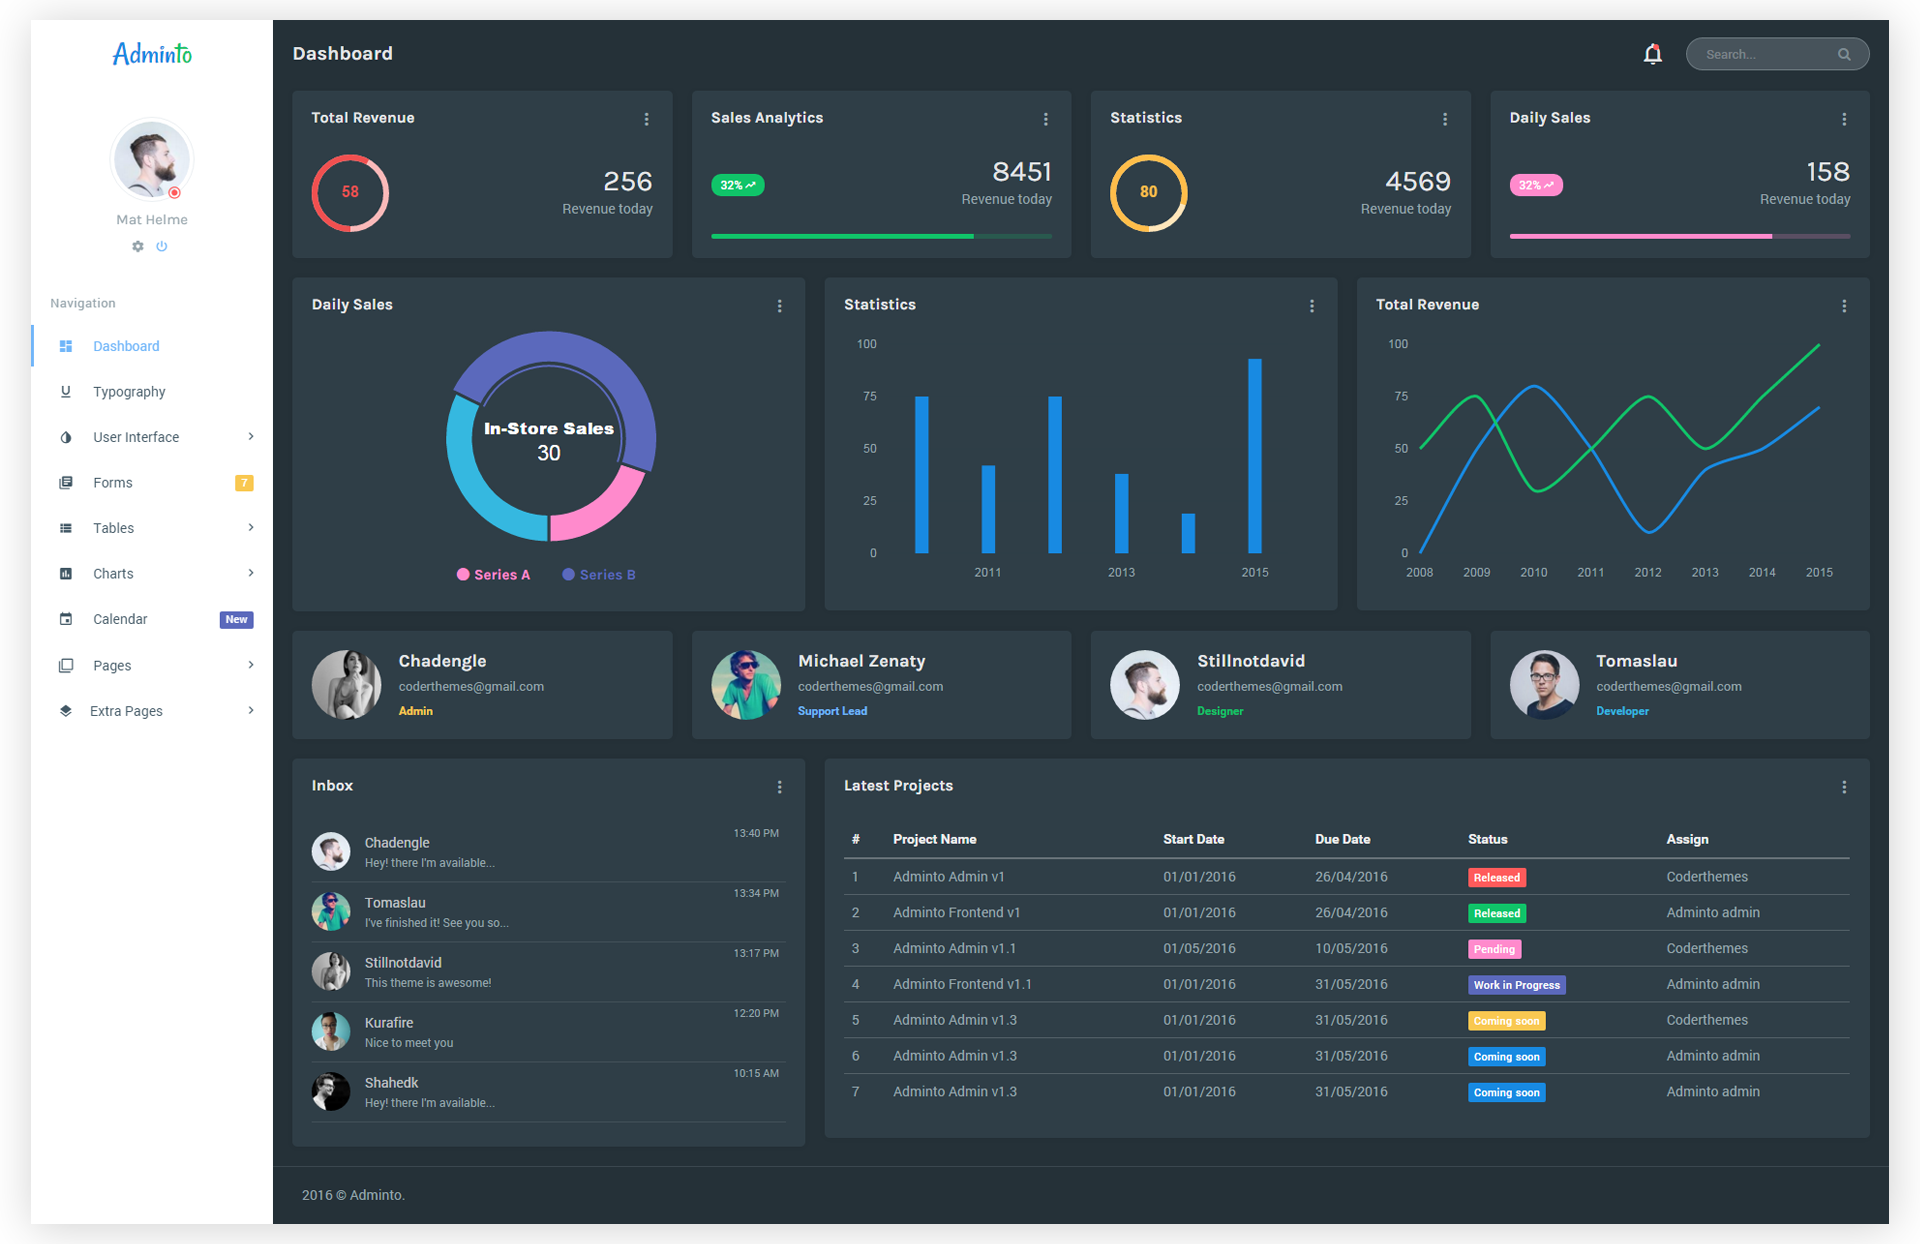 Adminto
Mat Helme
Navigation
Dashboard
Typography
User Interface
Forms 7
Tables
Charts
Calendar New
Pages
Extra Pages
Dashboard
Search...
Total Revenue
58
256
Revenue today
Sales Analytics
32%
8451
Revenue today
Statistics
80
4569
Revenue today
Daily Sales
32%
158
Revenue today
Daily Sales
In-Store Sales
30
Series A Series B
Statistics
100
75
50
25
0
2011 2013 2015
Total Revenue
100
75
50
25
0
2008 2009 2010 2011 2012 2013 2014 2015
Chadengle
coderthemes@gmail.com
Admin
Michael Zenaty
coderthemes@gmail.com
Support Lead
Stillnotdavid
coderthemes@gmail.com
Designer
Tomaslau
coderthemes@gmail.com
Developer
Inbox
13:40 PM
Chadengle
Hey! there I'm available...
13:34 PM
Tomaslau
I've finished it! See you so...
13:17 PM
Stillnotdavid
This theme is awesome!
12:20 PM
Kurafire
Nice to meet you
10:15 AM
Shahedk
Hey! there I'm available...
Latest Projects
# Project Name Start Date Due Date Status Assign
1 Adminto Admin v1 01/01/2016 26/04/2016 Released Coderthemes
2 Adminto Frontend v1 01/01/2016 26/04/2016 Released Adminto admin
3 Adminto Admin v1.1 01/05/2016 10/05/2016 Pending Coderthemes
4 Adminto Frontend v1.1 01/01/2016 31/05/2016 Work in Progress Adminto admin
5 Adminto Admin v1.3 01/01/2016 31/05/2016 Coming soon Coderthemes
6 Adminto Admin v1.3 01/01/2016 31/05/2016 Coming soon Adminto admin
7 Adminto Admin v1.3 01/01/2016 31/05/2016 Coming soon Adminto admin
2016 © Adminto.